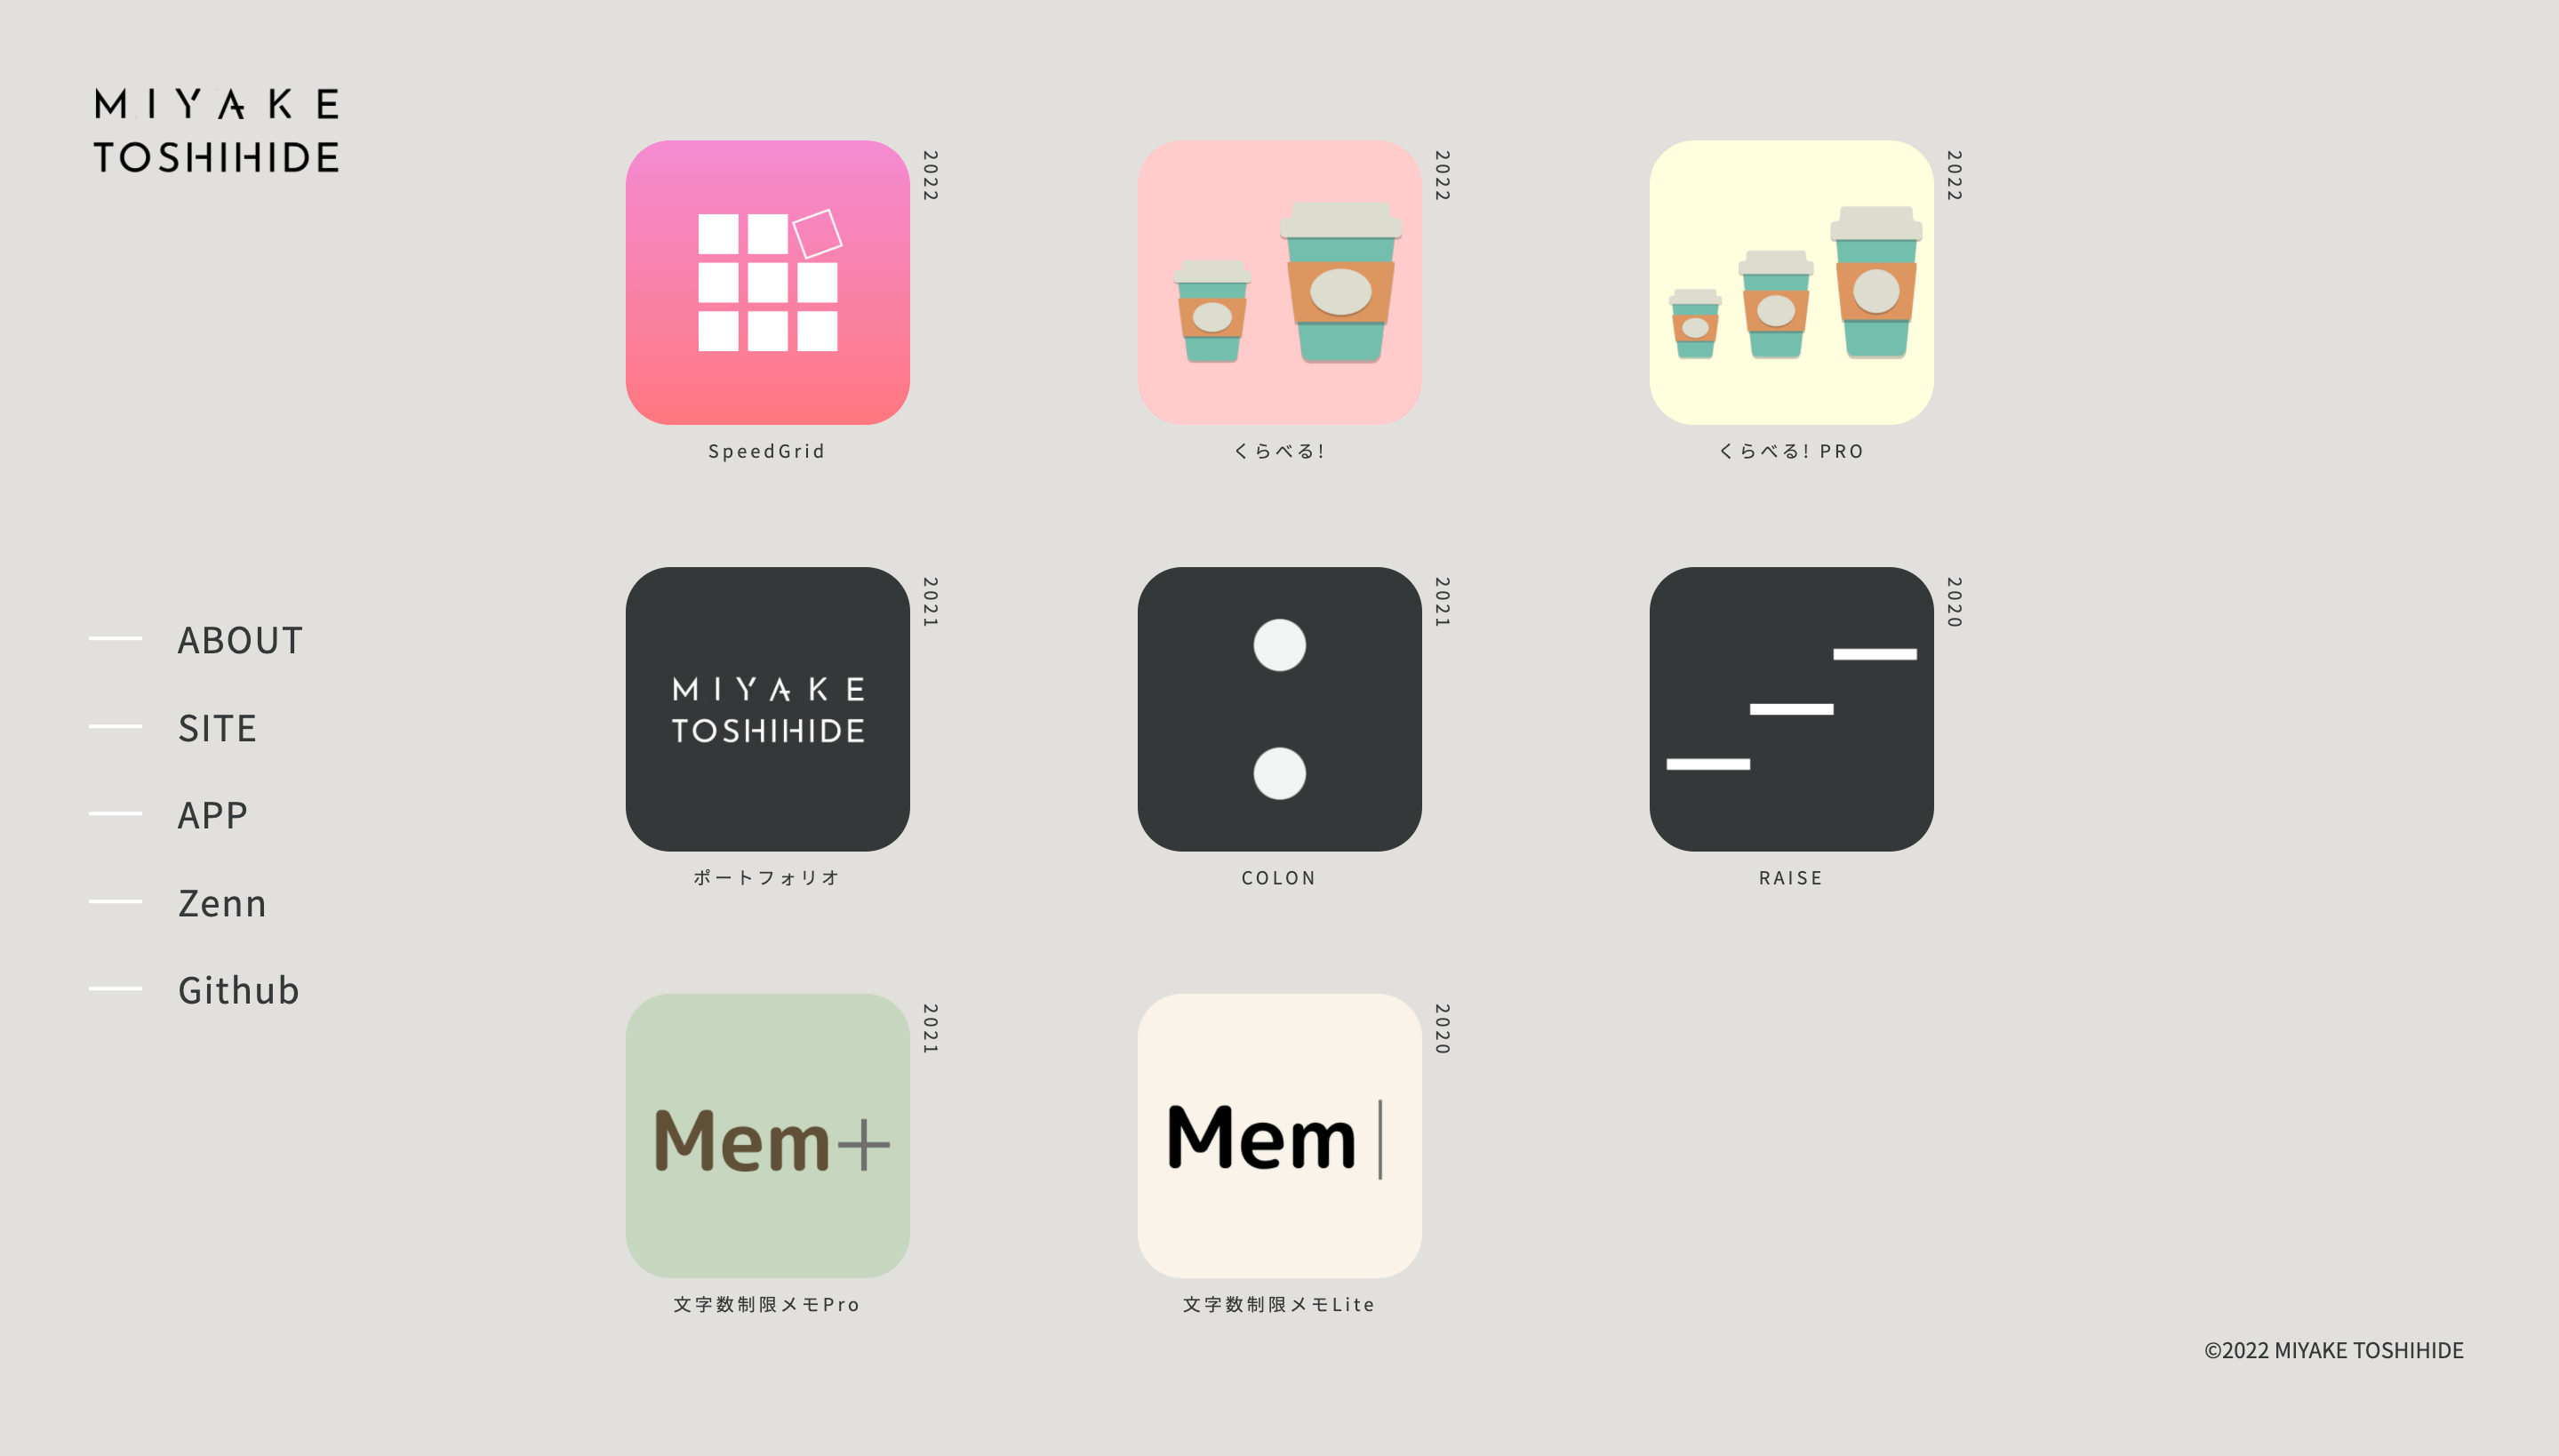 MIYAKE
TOSHIHIDE
ABOUT
SITE
APP
Zenn
Github
2022
SpeedGrid
2022
くらべる!
2022
くらべる! PRO
MIYAKE
TOSHIHIDE
2021
ポートフォリオ
2021
COLON
2020
RAISE
Mem+
2021
文字数制限メモPro
Mem|
2020
文字数制限メモLite
©2022 MIYAKE TOSHIHIDE